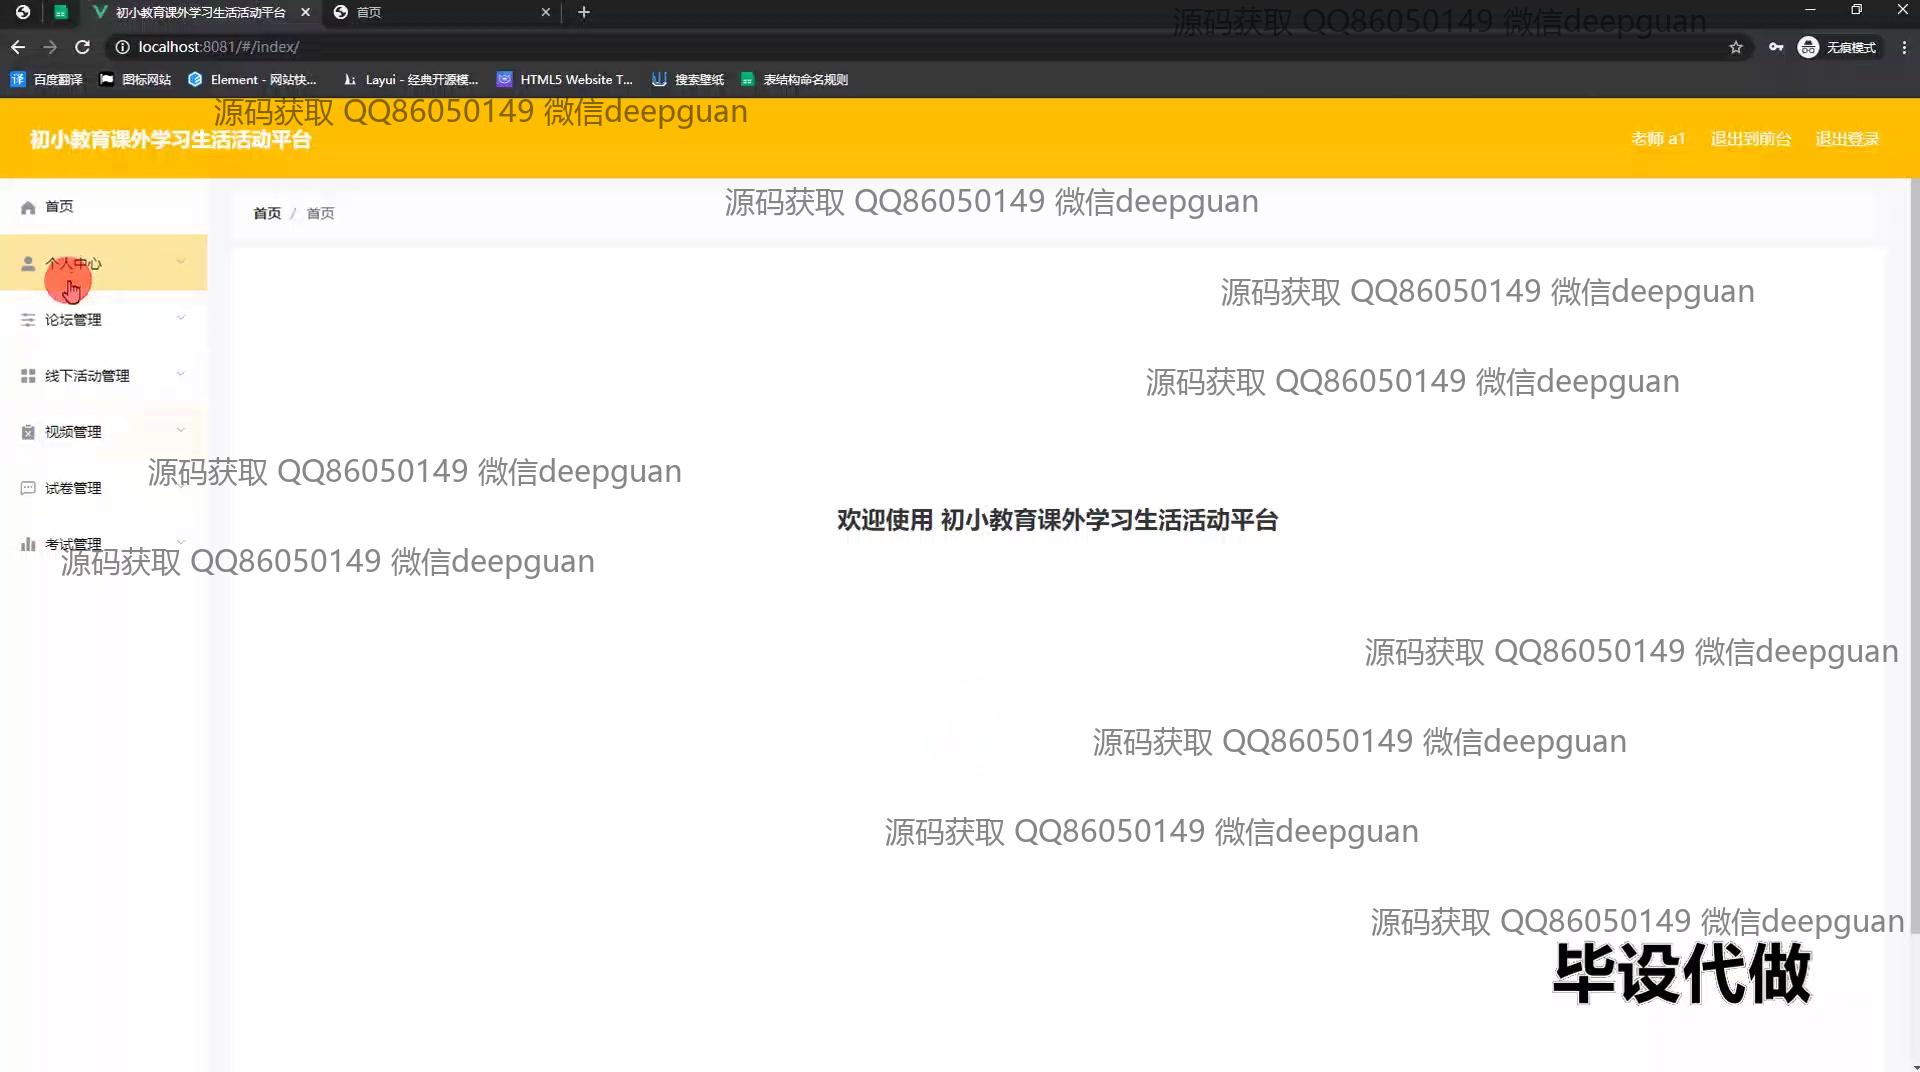 初小教育课外学习生活活动平台
首页
源码获取 QQ86050149 微信deepguan
localhost:8081/#/index/
无痕模式
百度翻译
图标网站
Element - 网站快...
Layui - 经典开源模...
HTML5 Website T...
搜索壁纸
表结构命名规则
源码获取 QQ86050149 微信deepguan
初小教育课外学习生活活动平台
老师 a1
退出到前台
退出登录
首页
源码获取 QQ86050149 微信deepguan
首页 / 首页
个人中心
源码获取 QQ86050149 微信deepguan
论坛管理
线下活动管理
源码获取 QQ86050149 微信deepguan
视频管理
源码获取 QQ86050149 微信deepguan
试卷管理
欢迎使用 初小教育课外学习生活活动平台
考试管理
源码获取 QQ86050149 微信deepguan
源码获取 QQ86050149 微信deepguan
源码获取 QQ86050149 微信deepguan
源码获取 QQ86050149 微信deepguan
源码获取 QQ86050149 微信deepguan
毕设代做